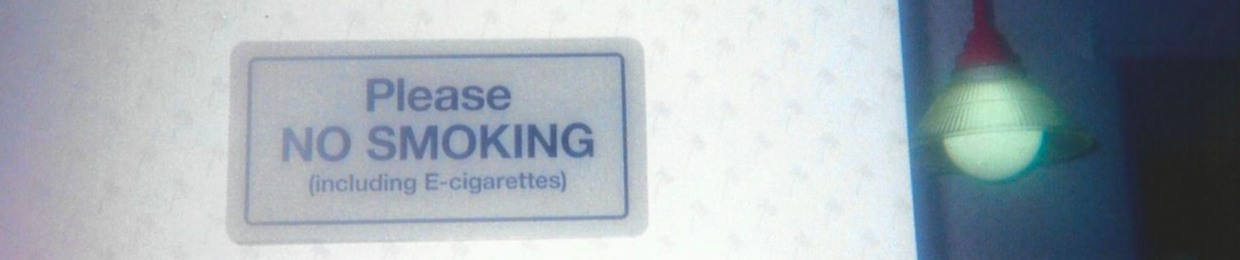 Please
NO SMOKING
(including E-cigarettes)